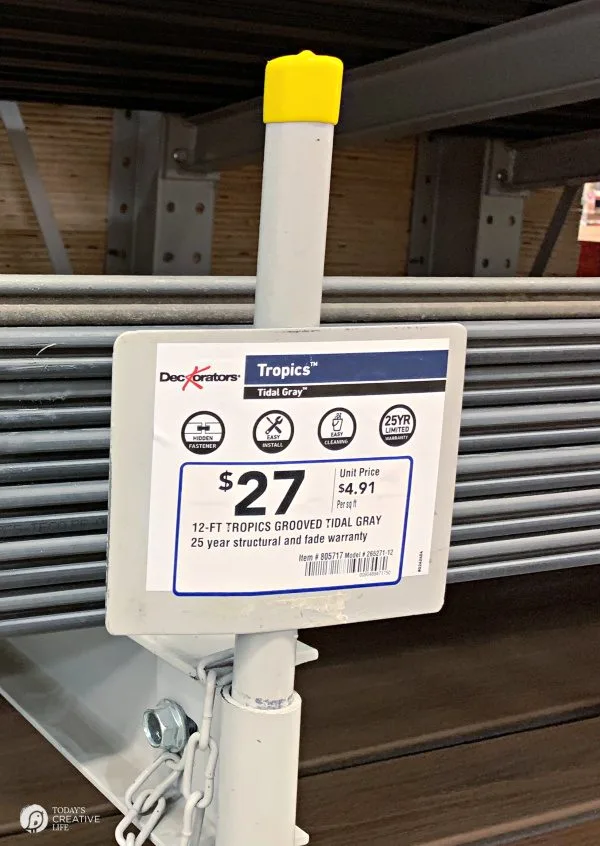 Deckorators
Tropics™
Tidal Gray™
HIDDEN
FASTENER
EASY
INSTALL
EASY
CLEANING
25YR
LIMITED
WARRANTY
$27
Unit Price
$4.91
Per sq ft
12-FT TROPICS GROOVED TIDAL GRAY
25 year structural and fade warranty
Item # 805717 Model # 265271-12
TODAY'S
CREATIVE
LIFE